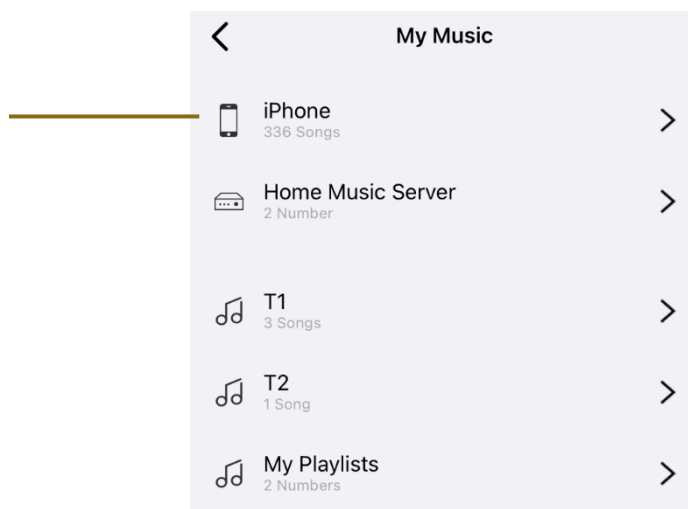 My Music
iPhone
336 Songs
Home Music Server
2 Number
T1
3 Songs
T2
1 Song
My Playlists
2 Numbers